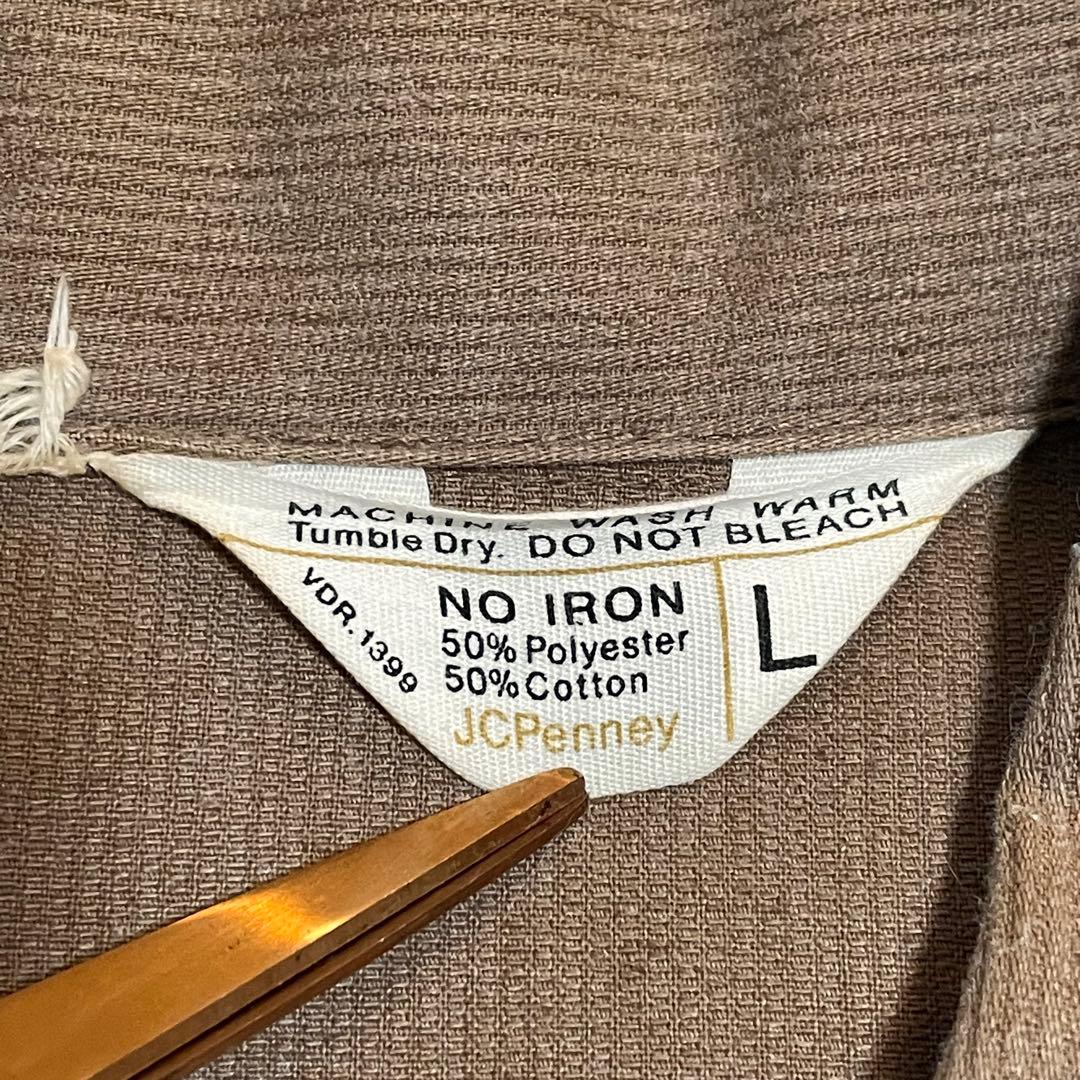 MACHINE WASH WARM
Tumble Dry. DO NOT BLEACH
VDR. 1399
NO IRON
50% Polyester
50% Cotton
JCPenney
L